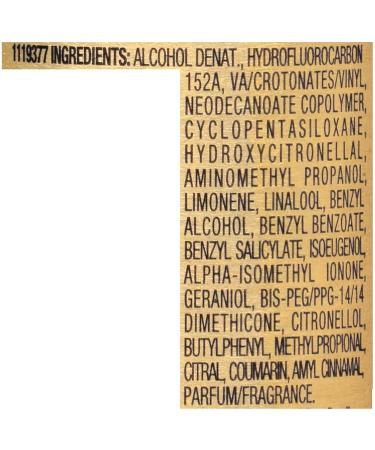 1119377 INGREDIENTS: ALCOHOL DENAT., HYDROFLUOROCARBON
152A, VA/CROTONATES/VINYL,
NEODECANOATE COPOLYMER,
CYCLOPENTASILOXANE,
HYDROXYCITRONELLAL,
AMINOMETHYL PROPANOL;
LIMONENE, LINALOOL, BENZYL
ALCOHOL, BENZYL BENZOATE,
BENZYL SALICYLATE, ISOEUGENOL,
ALPHA-ISOMETHYL IONONE,
GERANIOL, BIS-PEG/PPG-14/14
DIMETHICONE, CITRONELLOL,
BUTYLPHENYL, METHYLPROPIONAL,
CITRAL, COUMARIN, AMYL CINNAMAL,
PARFUM/FRAGRANCE.